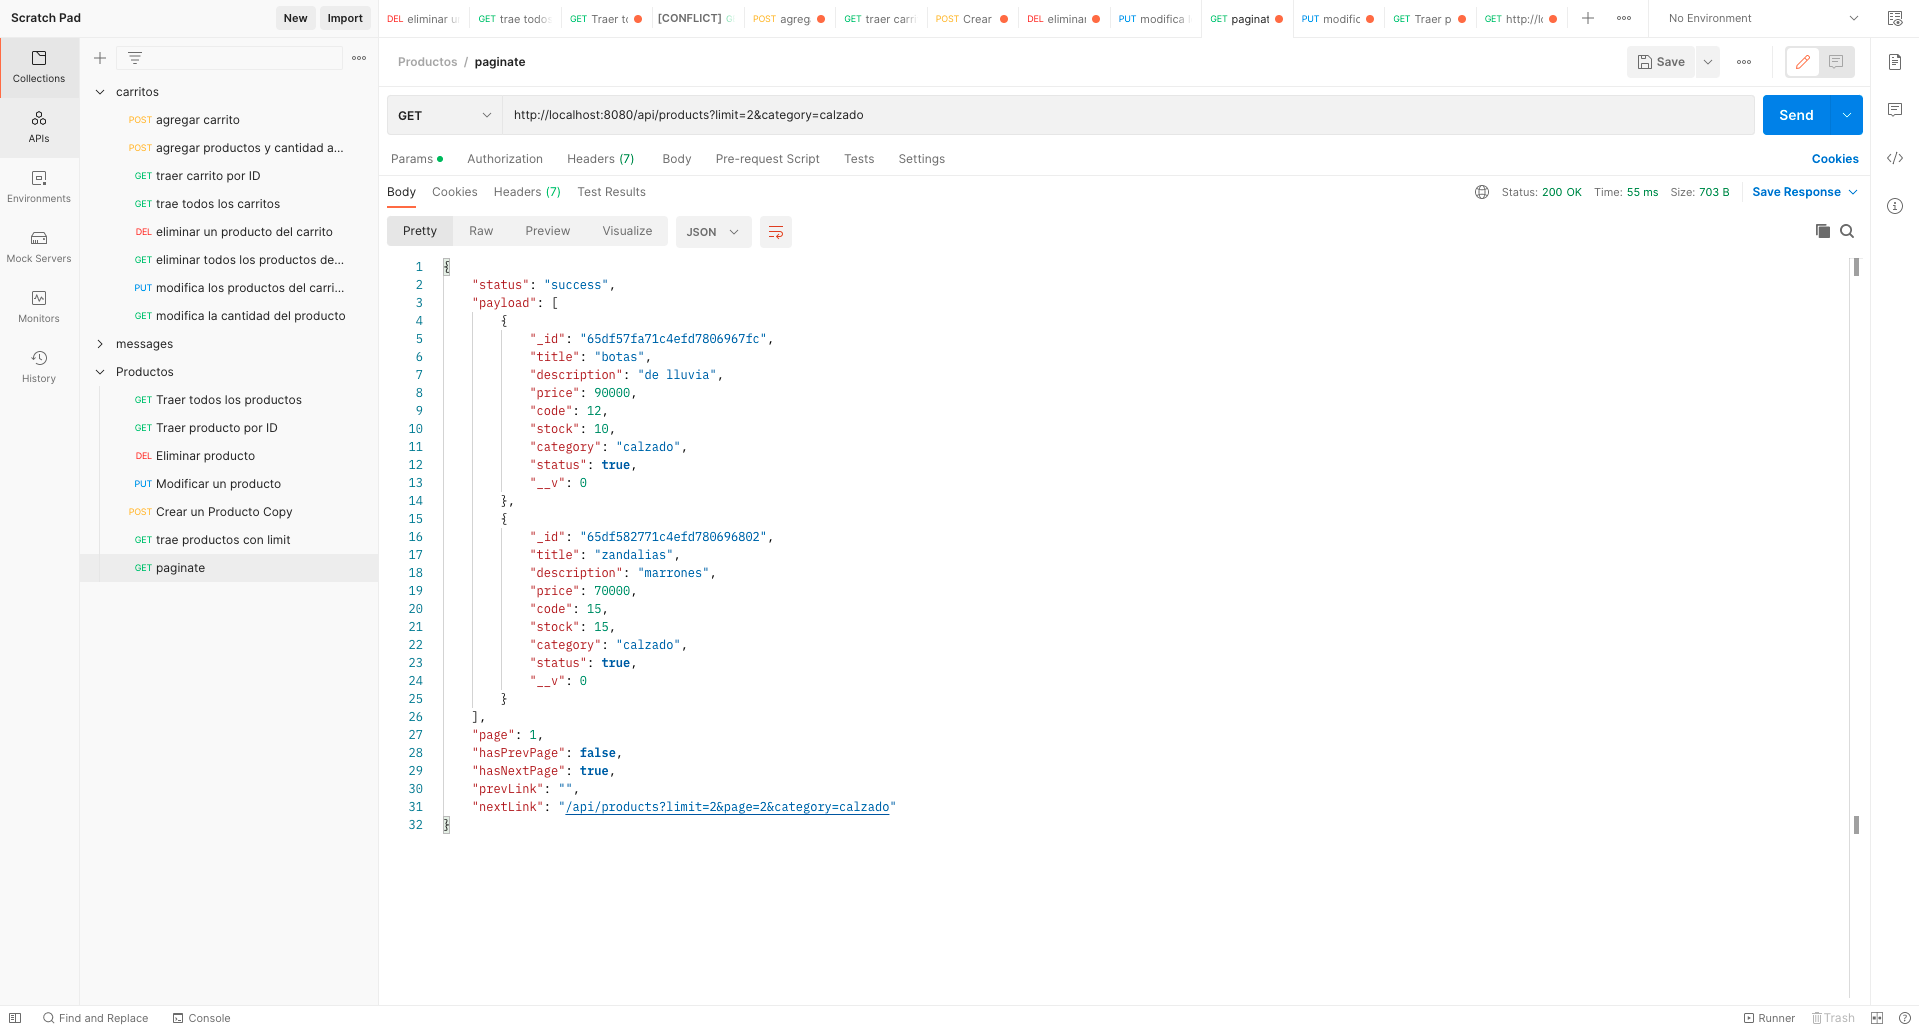 Scratch Pad
New
Import
DEL eliminar u
GET trae todos
GET Traer to
[CONFLICT] G
POST agreg
GET traer carri
POST Crear
DEL eliminar
PUT modifica
GET paginat
PUT modific
GET Traer p
GET http://lo
No Environment
Collections
APIs
Environments
Mock Servers
Monitors
History
carritos
POST agregar carrito
POST agregar productos y cantidad a...
GET traer carrito por ID
GET trae todos los carritos
DEL eliminar un producto del carrito
GET eliminar todos los productos de...
PUT modifica los productos del carri...
GET modifica la cantidad del producto
messages
Productos
GET Traer todos los productos
GET Traer producto por ID
DEL Eliminar producto
PUT Modificar un producto
POST Crear un Producto Copy
GET trae productos con limit
GET paginate
Productos / paginate
Save
GET
http://localhost:8080/api/products?limit=2&category=calzado
Send
Params Authorization Headers (7) Body Pre-request Script Tests Settings
Cookies
Body Cookies Headers (7) Test Results
Status: 200 OK Time: 55 ms Size: 703 B
Save Response
Pretty Raw Preview Visualize JSON
1 {
2 "status": "success",
3 "payload": [
4 {
5 "_id": "65df57fa71c4efd7806967fc",
6 "title": "botas",
7 "description": "de lluvia",
8 "price": 90000,
9 "code": 12,
10 "stock": 10,
11 "category": "calzado",
12 "status": true,
13 "__v": 0
14 },
15 {
16 "_id": "65df582771c4efd780696802",
17 "title": "zandalias",
18 "description": "marrones",
19 "price": 70000,
20 "code": 15,
21 "stock": 15,
22 "category": "calzado",
23 "status": true,
24 "__v": 0
25 }
26 ],
27 "page": 1,
28 "hasPrevPage": false,
29 "hasNextPage": true,
30 "prevLink": "",
31 "nextLink": "/api/products?limit=2&page=2&category=calzado"
32 }
Find and Replace
Console
Runner
Trash